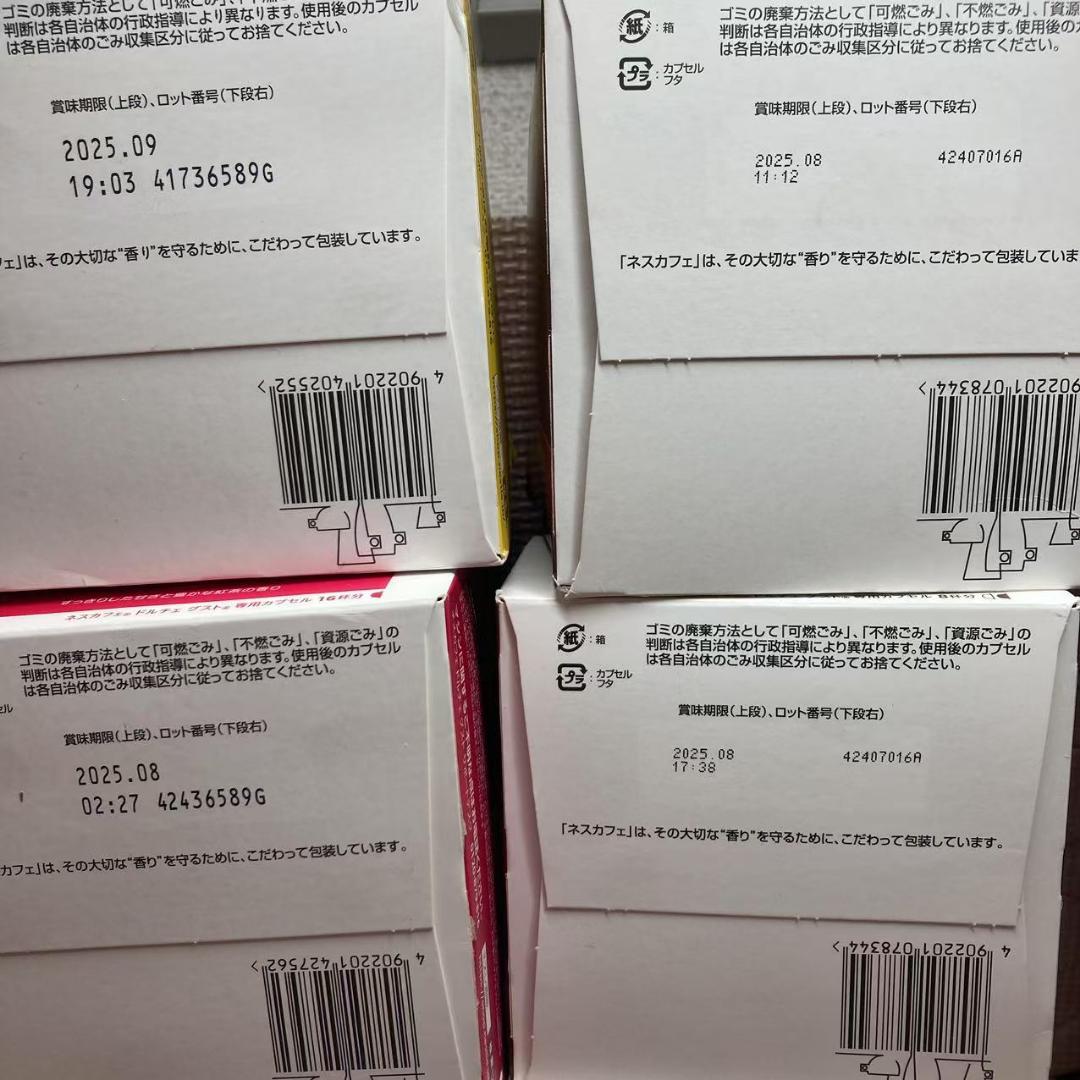 ゴミの廃棄方法として「可燃ごみ」、「不
判断は各自治体の行政指導により異なります。使用後のカプセル
は各自治体のごみ収集区分に従ってお捨てください。
賞味期限(上段)、ロット番号(下段右)
2025.09
19:03 41736589G
フェ」は、その大切な“香り”を守るために、こだわって包装しています。
4 902201 402552 >
紙 : 箱
プラ : カプセル
フタ
ゴミの廃棄方法として「可燃ごみ」、「不燃ごみ」、「資源
判断は各自治体の行政指導により異なります。使用後の
は各自治体のごみ収集区分に従ってお捨てください。
賞味期限(上段)、ロット番号(下段右)
2025.08 42407016A
11:12
「ネスカフェ」は、その大切な“香り”を守るために、こだわって包装していま
902201 078344 >
ネスカフェ® ドルチェ グスト® 専用カプセル 16杯分
ゴミの廃棄方法として「可燃ごみ」、「不燃ごみ」、「資源ごみ」の
判断は各自治体の行政指導により異なります。使用後のカプセル
は各自治体のごみ収集区分に従ってお捨てください。
セル
賞味期限(上段)、ロット番号(下段右)
2025.08
02:27 42436589G
カフェ」は、その大切な“香り”を守るために、こだわって包装しています。
4 902201 427562 >
専用カプセル 8杯分
紙 : 箱
プラ : カプセル
フタ
ゴミの廃棄方法として「可燃ごみ」、「不燃ごみ」、「資源ごみ」の
判断は各自治体の行政指導により異なります。使用後のカプセル
は各自治体のごみ収集区分に従ってお捨てください。
賞味期限(上段)、ロット番号(下段右)
2025.08 42407016A
17:38
「ネスカフェ」は、その大切な“香り”を守るために、こだわって包装しています。
4 902201 078344 >